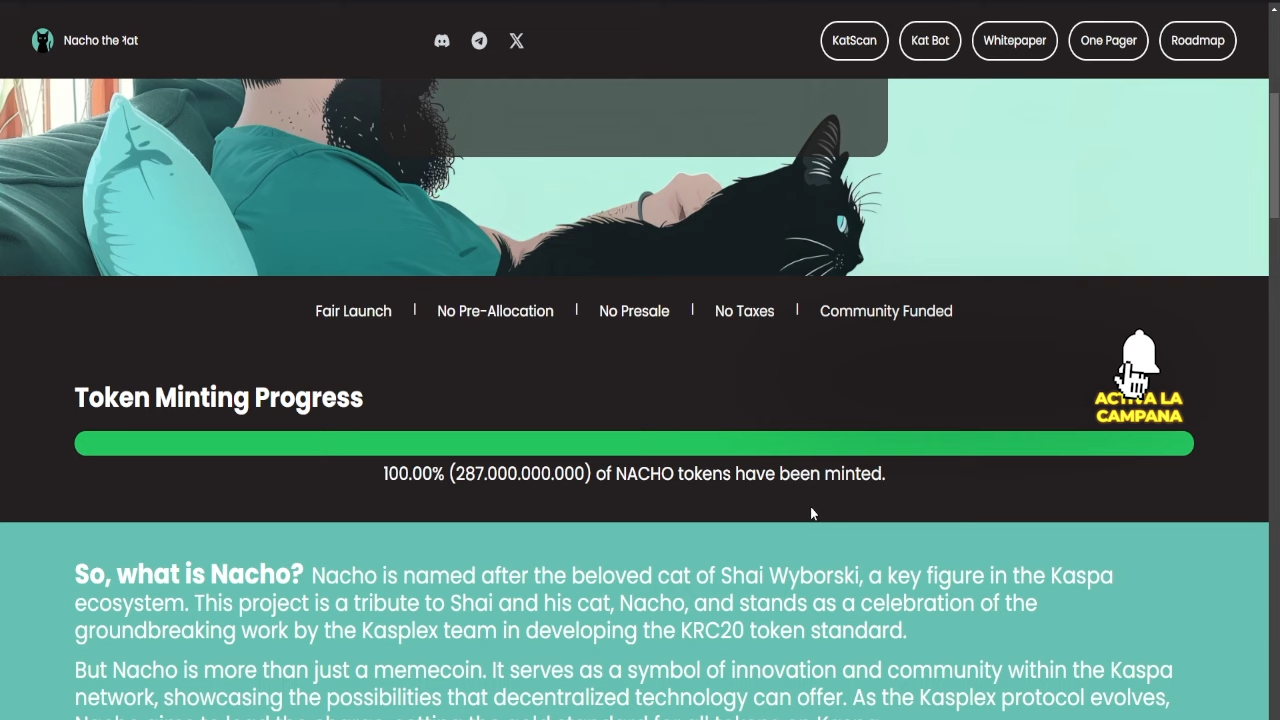 Nacho the 𐤊at
KatScan
Kat Bot
Whitepaper
One Pager
Roadmap
Fair Launch | No Pre-Allocation | No Presale | No Taxes | Community Funded
ACTIVA LA
CAMPANA
Token Minting Progress
100.00% (287.000.000.000) of NACHO tokens have been minted.
So, what is Nacho? Nacho is named after the beloved cat of Shai Wyborski, a key figure in the Kaspa
ecosystem. This project is a tribute to Shai and his cat, Nacho, and stands as a celebration of the
groundbreaking work by the Kasplex team in developing the KRC20 token standard.
But Nacho is more than just a memecoin. It serves as a symbol of innovation and community within the Kaspa
network, showcasing the possibilities that decentralized technology can offer. As the Kasplex protocol evolves,